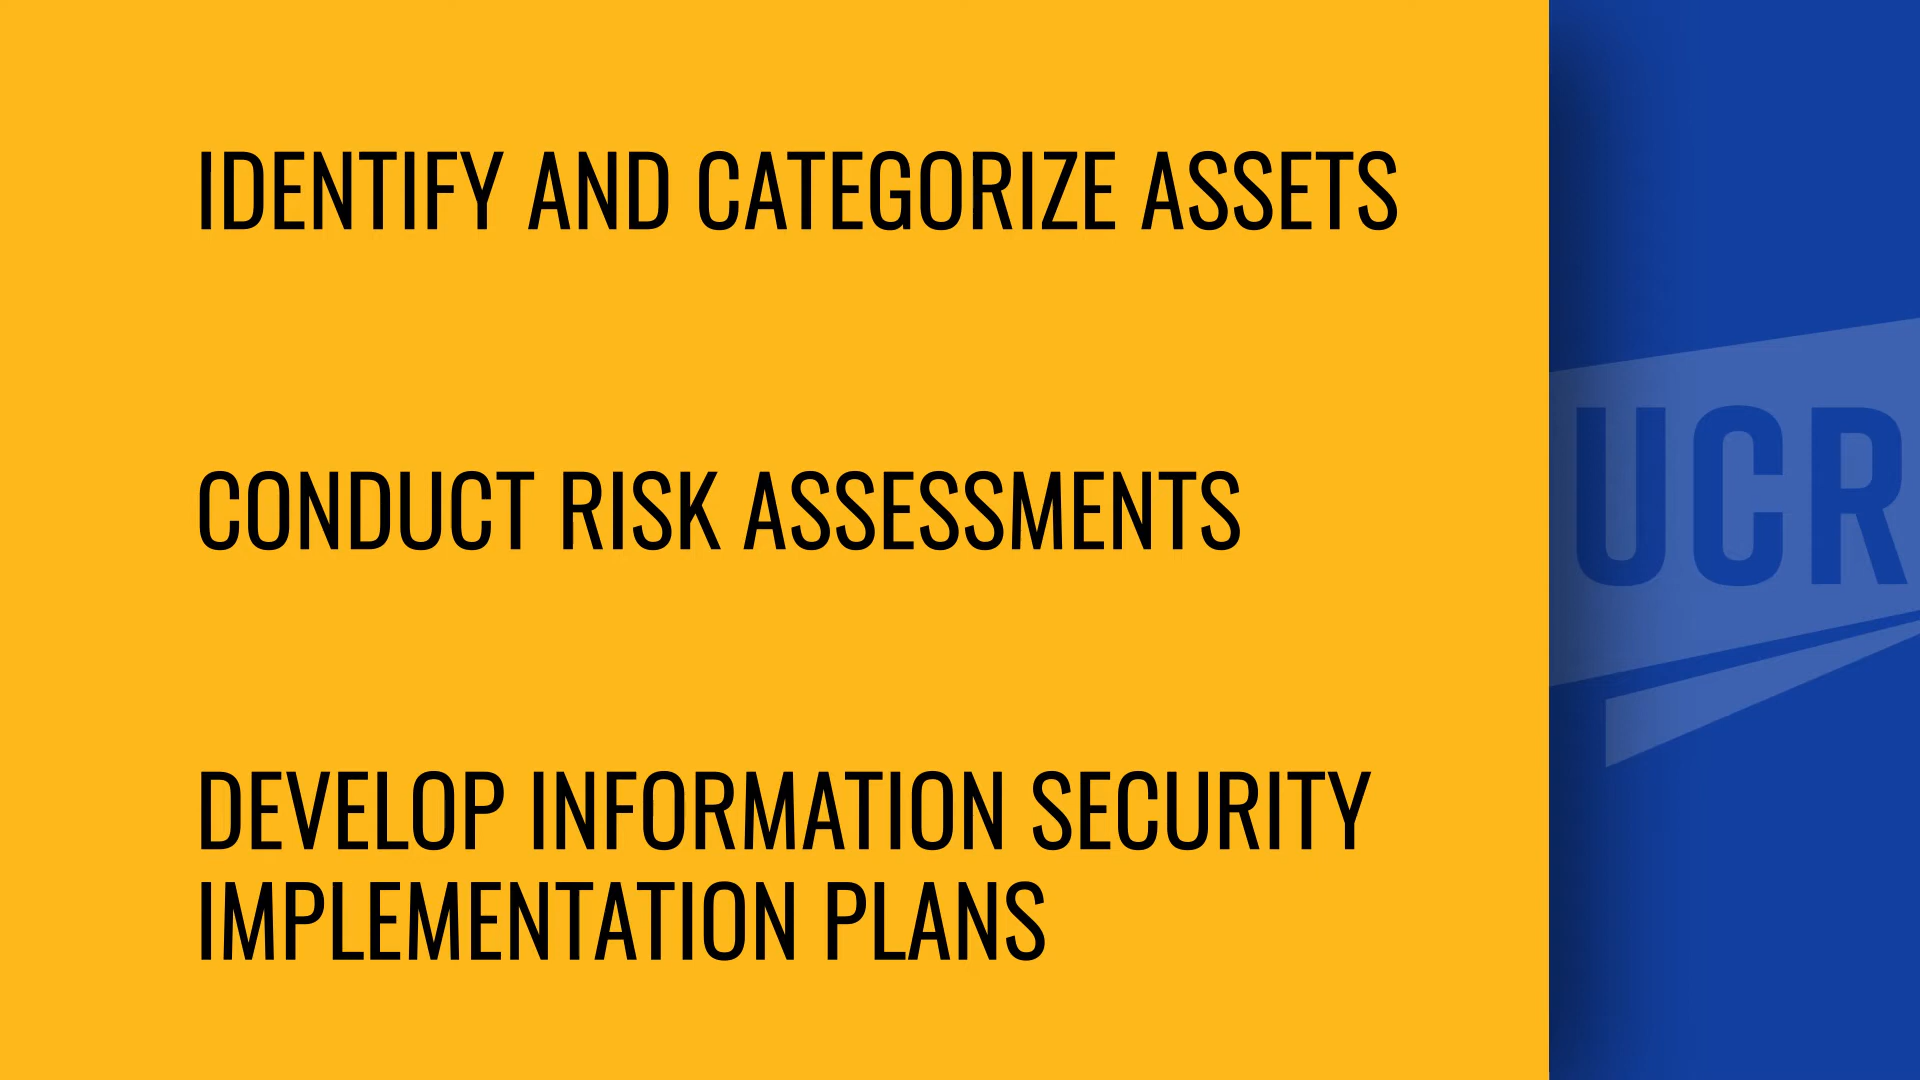 IDENTIFY AND CATEGORIZE ASSETS
CONDUCT RISK ASSESSMENTS
DEVELOP INFORMATION SECURITY
IMPLEMENTATION PLANS
UCR